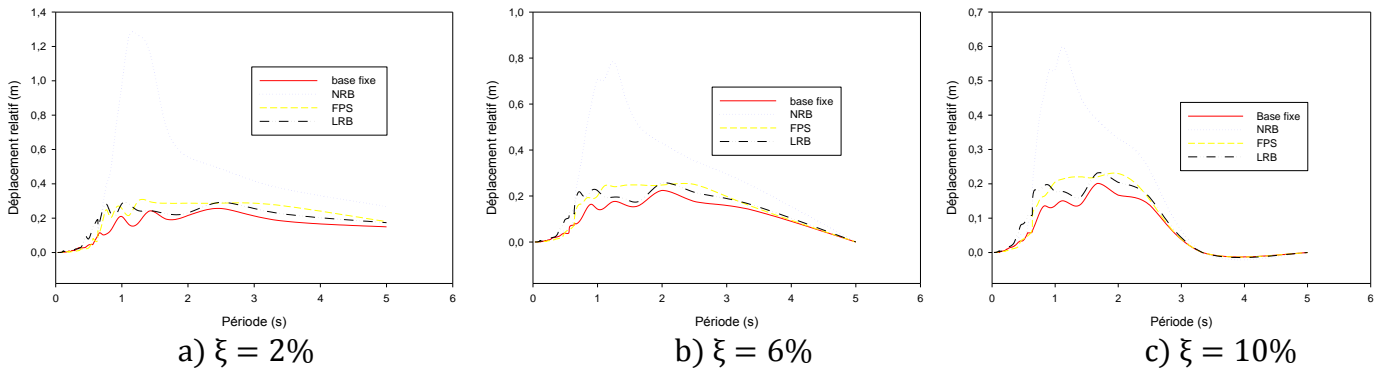 Déplacement relatif (m)
1,4
1,2
1,0
0,8
0,6
0,4
0,2
0,0
base fixe
NRB
FPS
LRB
0 1 2 3 4 5 6
Période (s)
a) ξ = 2%
Déplacement relatif (m)
1,0
0,8
0,6
0,4
0,2
0,0
base fixe
NRB
FPS
LRB
0 1 2 3 4 5 6
Période (s)
b) ξ = 6%
Déplacement relatif (m)
0,7
0,6
0,5
0,4
0,3
0,2
0,1
0,0
Base fixe
NRB
FPS
LRB
0 1 2 3 4 5 6
Période (s)
c) ξ = 10%